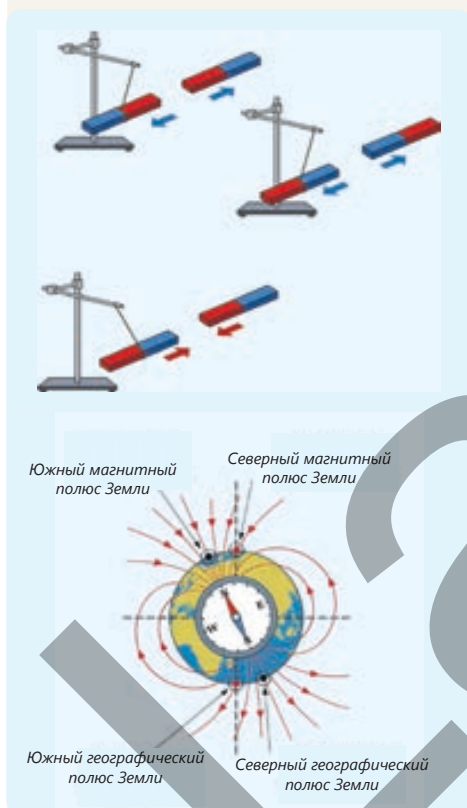 Южный магнитный
полюс Земли
Северный магнитный
полюс Земли
W
E
Южный географический
полюс Земли
Северный географический
полюс Земли